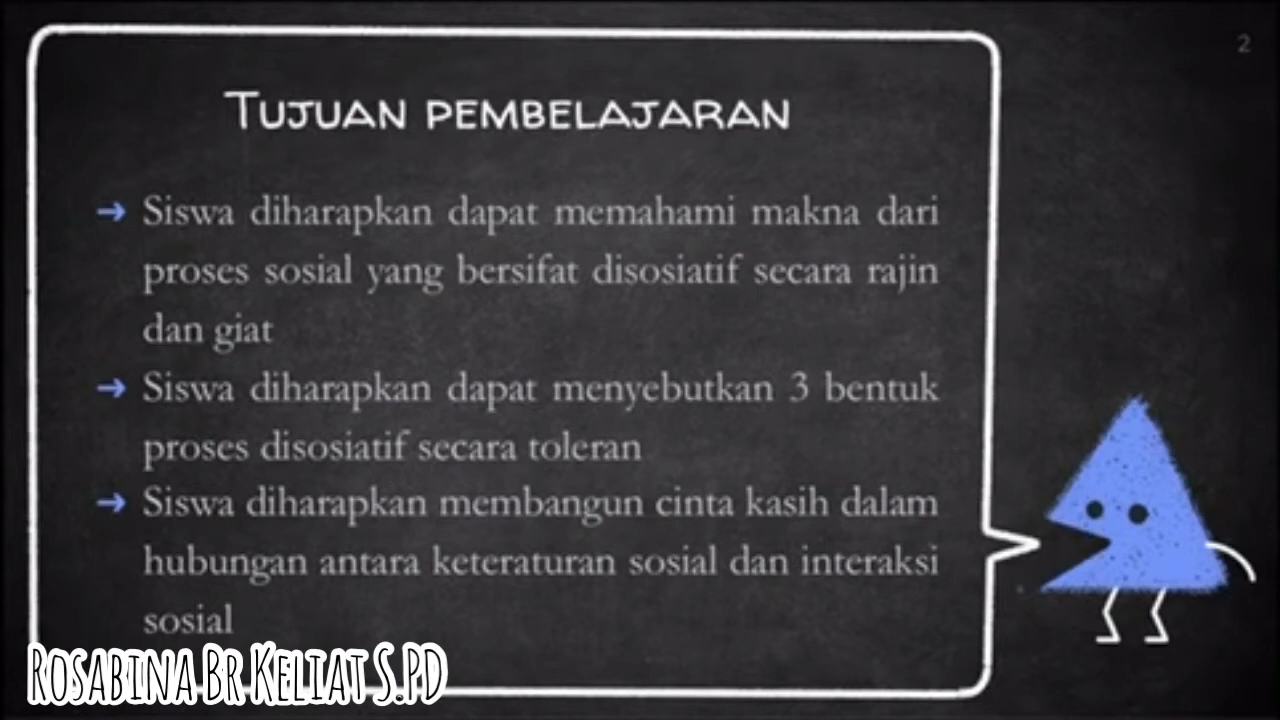 2
TUJUAN PEMBELAJARAN
→ Siswa diharapkan dapat memahami makna dari
proses sosial yang bersifat disosiatif secara rajin
dan giat
→ Siswa diharapkan dapat menyebutkan 3 bentuk
proses disosiatif secara toleran
→ Siswa diharapkan membangun cinta kasih dalam
hubungan antara keteraturan sosial dan interaksi
sosial
ROSABINA BR KELIAT S.PD